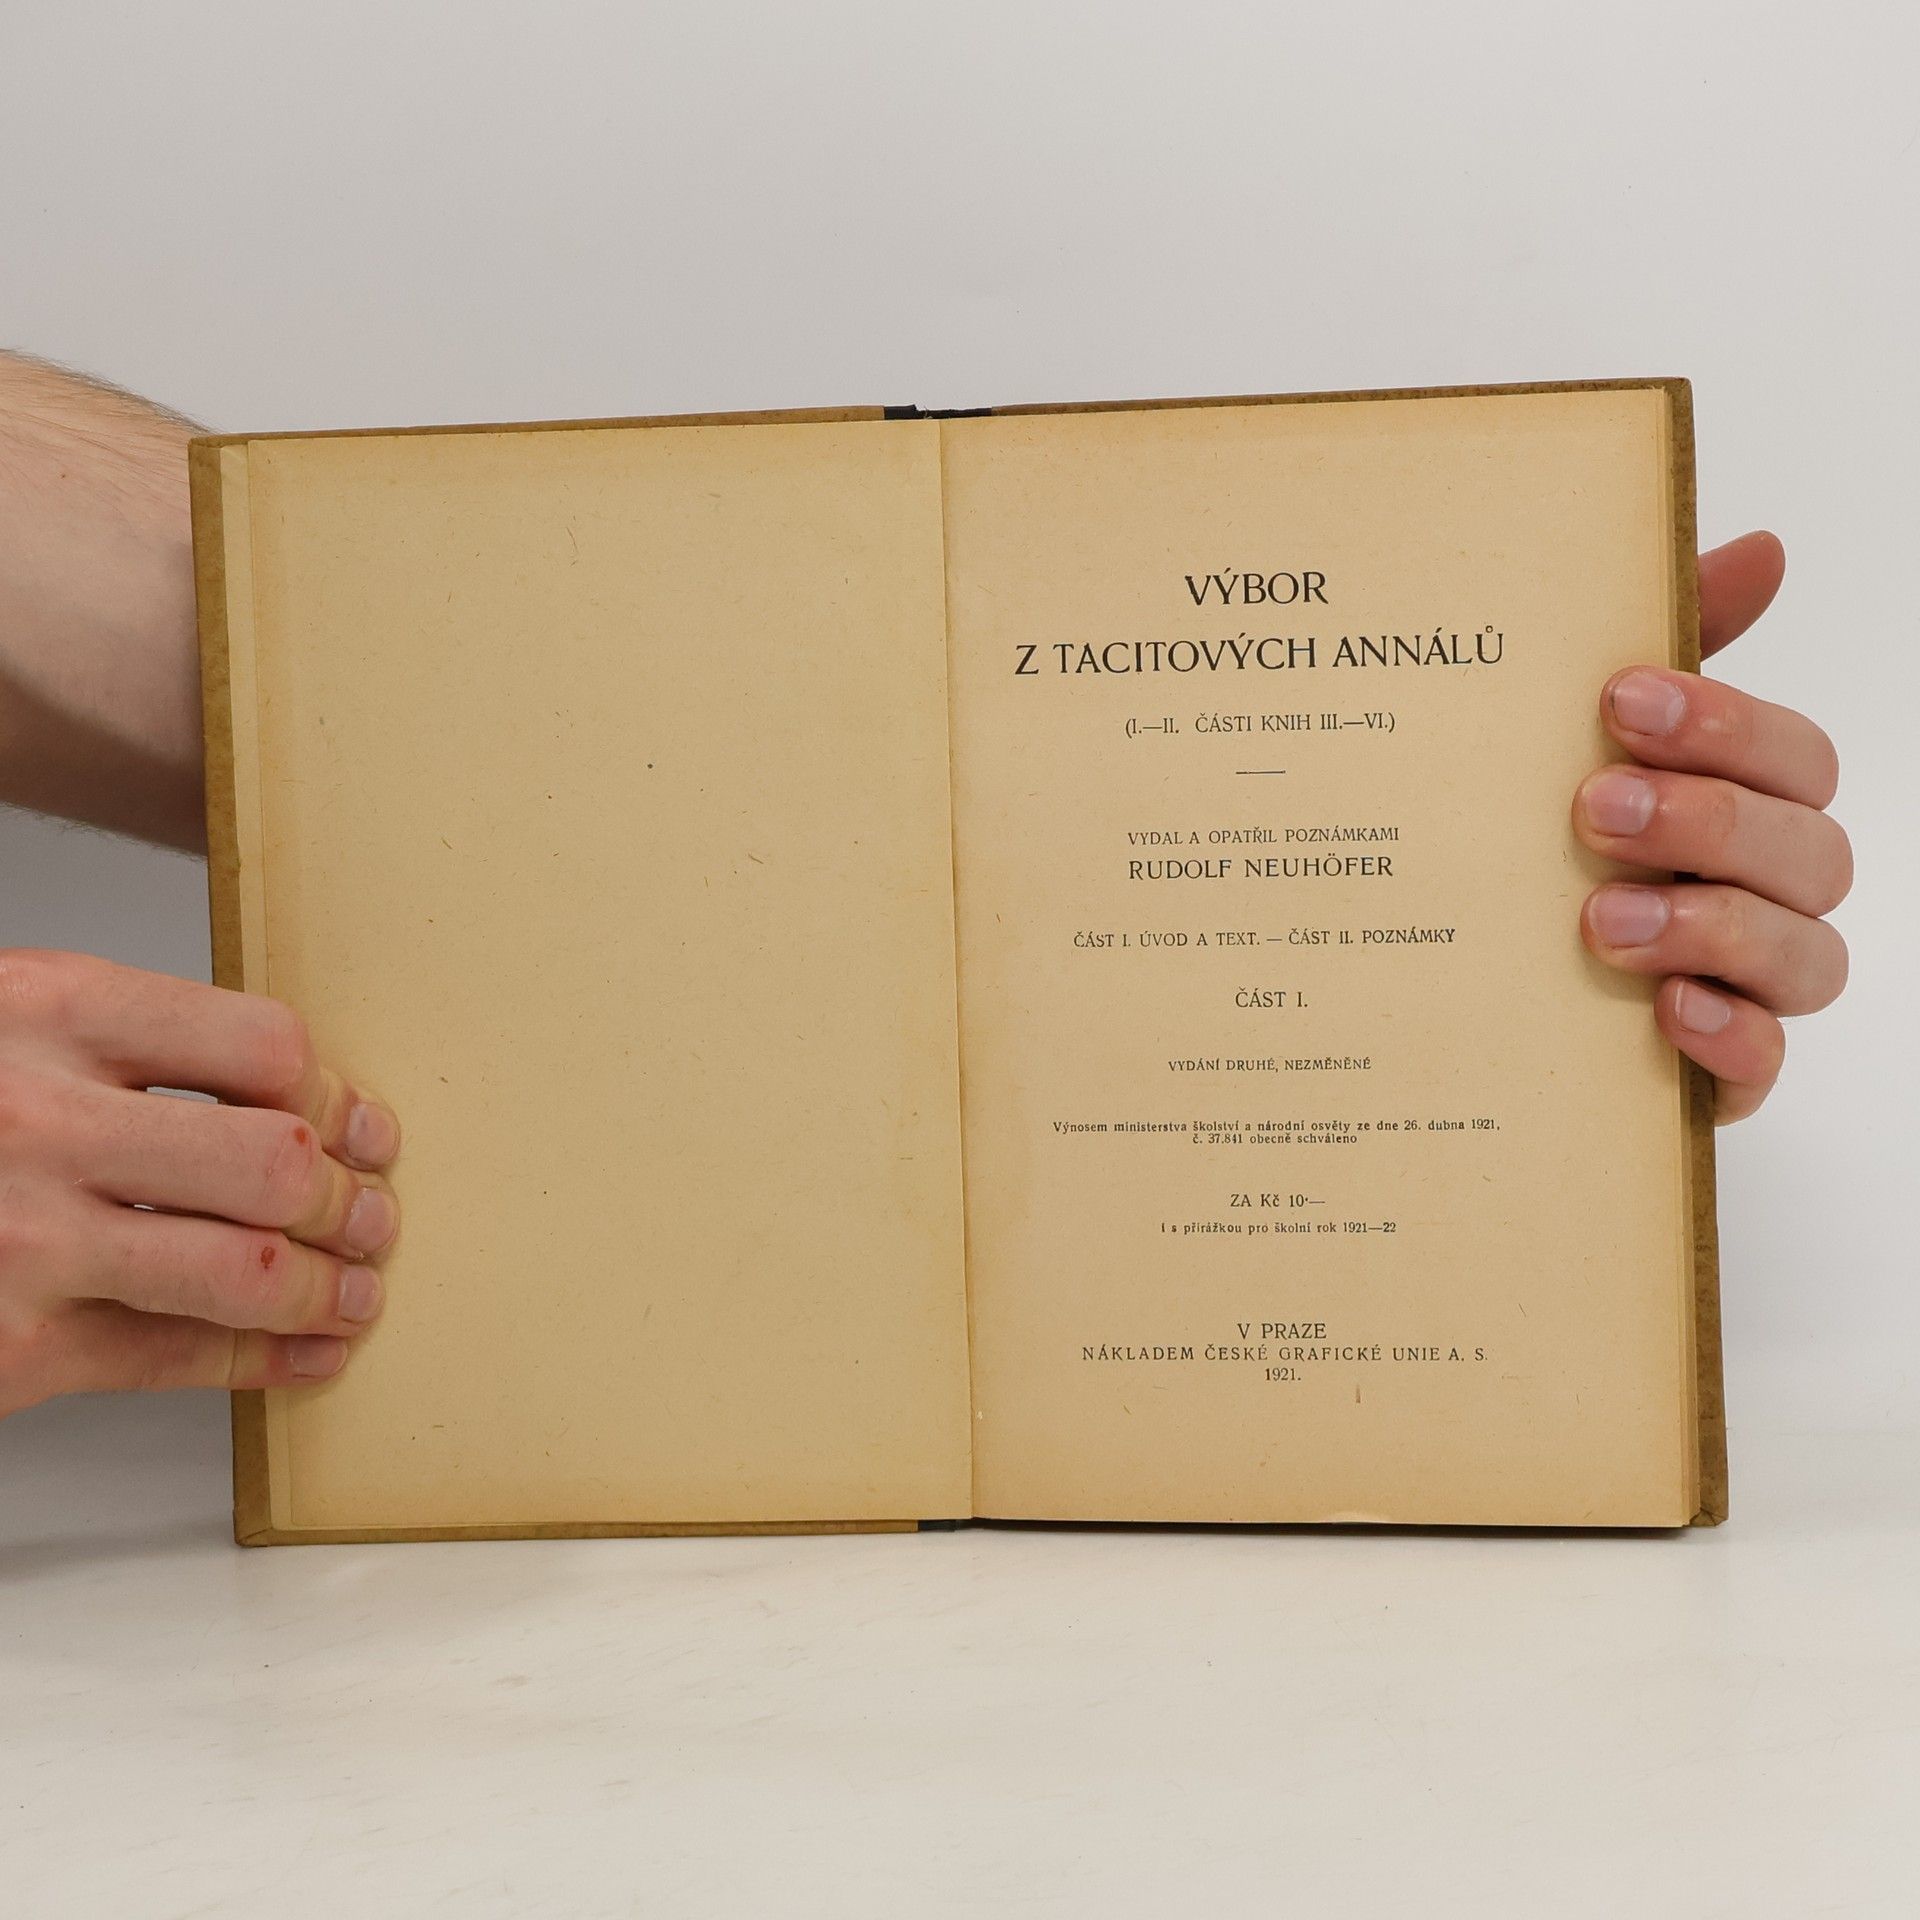 VÝBOR
Z TACITOVÝCH ANNÁLŮ
(I.—II. ČÁSTI KNIH III.—VI.)
VYDAL A OPATŘIL POZNÁMKAMI
RUDOLF NEUHÖFER
ČÁST I. ÚVOD A TEXT. — ČÁST II. POZNÁMKY
ČÁST I.
VYDÁNÍ DRUHÉ, NEZMĚNĚNÉ
Výnosem ministerstva školství a národní osvěty ze dne 26. dubna 1921,
č. 37.841 obecně schváleno
ZA Kč 10·—
i s přirážkou pro školní rok 1921—22
V PRAZE
NÁKLADEM ČESKÉ GRAFICKÉ UNIE A. S.
1921.